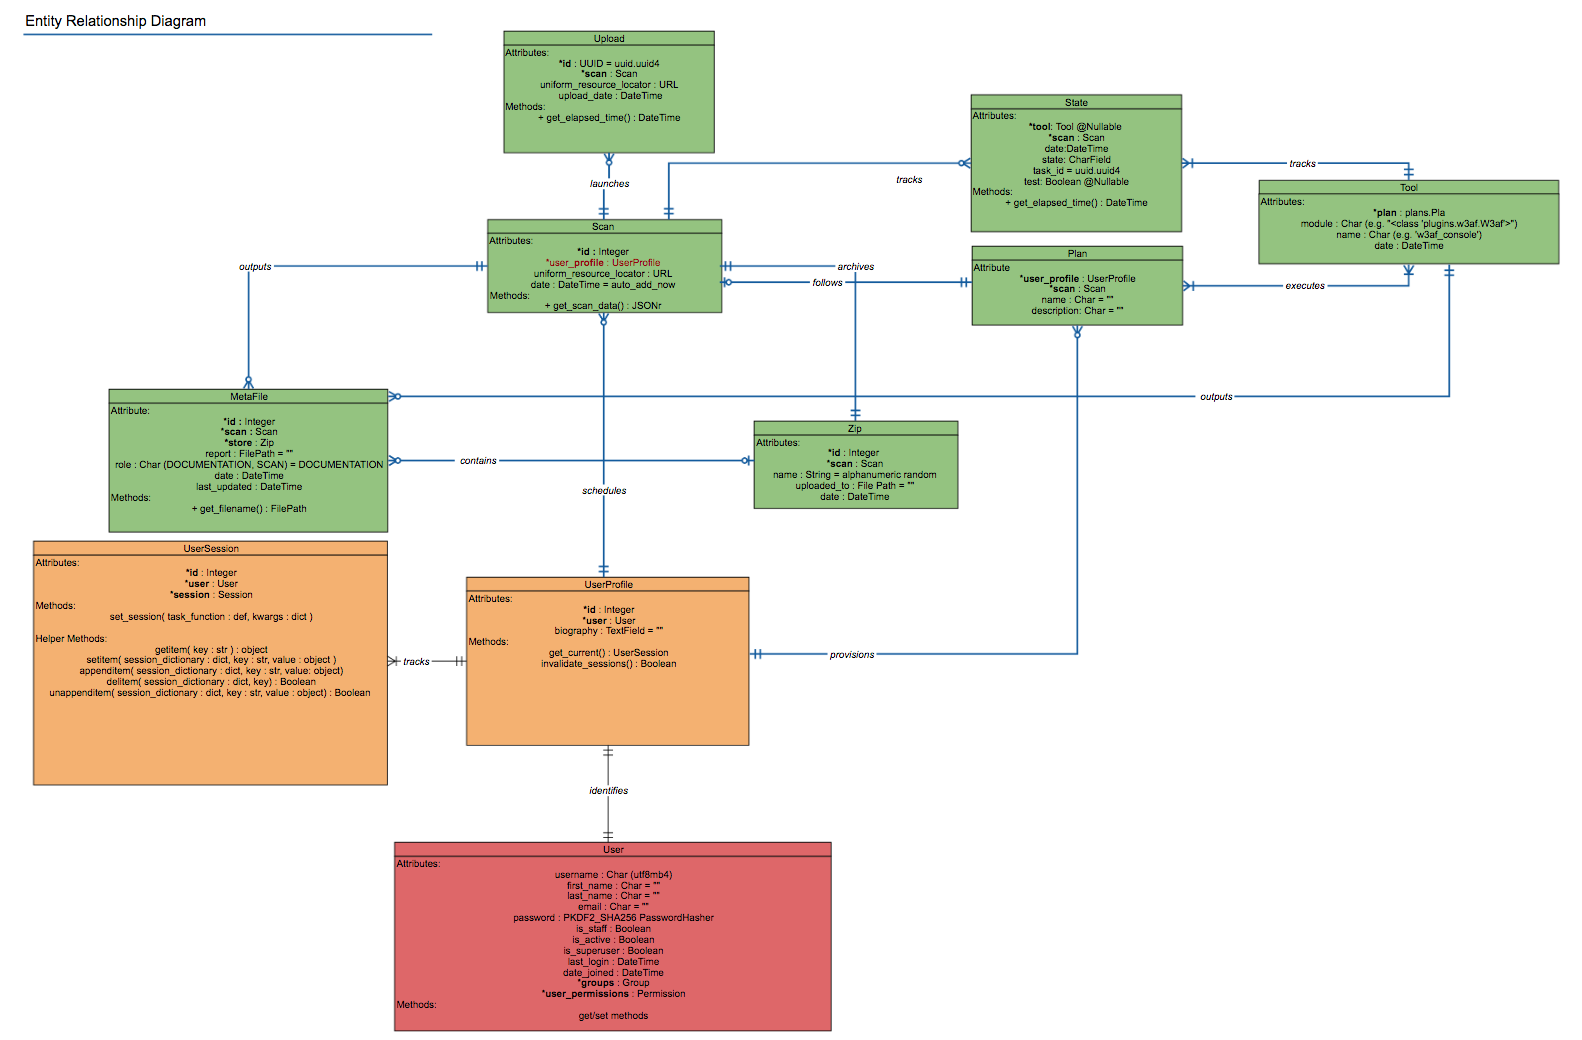 Entity Relationship Diagram
Upload
Attributes:
*id : UUID = uuid.uuid4
*scan : Scan
uniform_resource_locator : URL
upload_date : DateTime
Methods:
+ get_elapsed_time() : DateTime
launches
tracks
State
Attributes:
*tool: Tool @Nullable
*scan : Scan
date:DateTime
state: CharField
task_id = uuid.uuid4
test: Boolean @Nullable
Methods:
+ get_elapsed_time() : DateTime
tracks
Tool
Attributes:
*plan : plans.Pla
module : Char (e.g. "<class 'plugins.w3af.W3af'>")
name : Char (e.g. 'w3af_console')
date : DateTime
Scan
Attributes:
*id : Integer
*user_profile : UserProfile
uniform_resource_locator : URL
date : DateTime = auto_add_now
Methods:
+ get_scan_data() : JSONr
outputs
archives
follows
Plan
Attribute
*user_profile : UserProfile
*scan : Scan
name : Char = ""
description: Char = ""
executes
MetaFile
Attribute:
*id : Integer
*scan : Scan
*store : Zip
report : FilePath = ""
role : Char (DOCUMENTATION, SCAN) = DOCUMENTATION
date : DateTime
last_updated : DateTime
Methods:
+ get_filename() : FilePath
outputs
contains
schedules
Zip
Attributes:
*id : Integer
*scan : Scan
name : String = alphanumeric random
uploaded_to : File Path = ""
date : DateTime
UserSession
Attributes:
*id : Integer
*user : User
*session : Session
Methods:
set_session( task_function : def, kwargs : dict )
Helper Methods:
getitem( key : str ) : object
setitem( session_dictionary : dict, key : str, value : object )
appenditem( session_dictionary : dict, key : str, value: object)
delitem( session_dictionary : dict, key) : Boolean
unappenditem( session_dictionary : dict, key : str, value : object) : Boolean
tracks
UserProfile
Attributes:
*id : Integer
*user : User
biography : TextField = ""
Methods:
get_current() : UserSession
invalidate_sessions() : Boolean
provisions
identifies
User
Attributes:
username : Char (utf8mb4)
first_name : Char = ""
last_name : Char = ""
email : Char = ""
password : PKDF2_SHA256 PasswordHasher
is_staff : Boolean
is_active : Boolean
is_superuser : Boolean
last_login : DateTime
date_joined : DateTime
*groups : Group
*user_permissions : Permission
Methods:
get/set methods